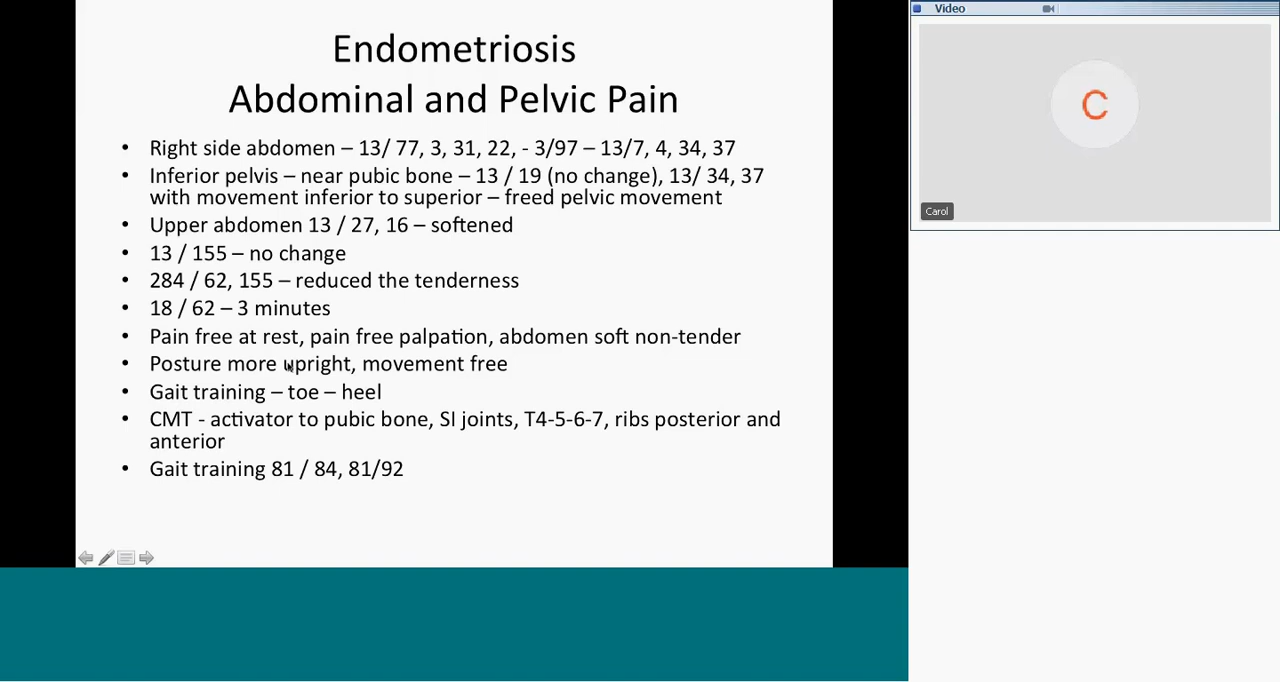 Endometriosis
Abdominal and Pelvic Pain
• Right side abdomen – 13/ 77, 3, 31, 22, - 3/97 – 13/7, 4, 34, 37
• Inferior pelvis – near pubic bone – 13 / 19 (no change), 13/ 34, 37
with movement inferior to superior – freed pelvic movement
• Upper abdomen 13 / 27, 16 – softened
• 13 / 155 – no change
• 284 / 62, 155 – reduced the tenderness
• 18 / 62 – 3 minutes
• Pain free at rest, pain free palpation, abdomen soft non-tender
• Posture more upright, movement free
• Gait training – toe – heel
• CMT - activator to pubic bone, SI joints, T4-5-6-7, ribs posterior and
anterior
• Gait training 81 / 84, 81/92
Video
C
Carol